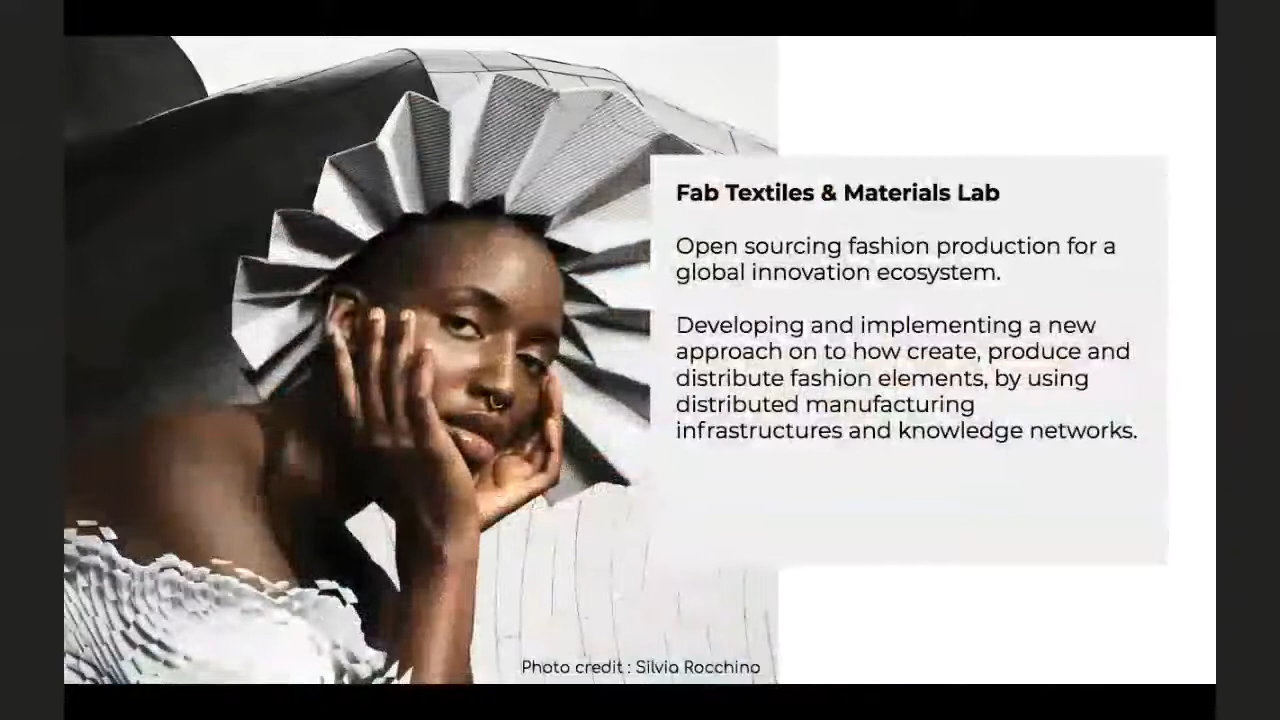 Fab Textiles & Materials Lab
Open sourcing fashion production for a
global innovation ecosystem.
Developing and implementing a new
approach on to how create, produce and
distribute fashion elements, by using
distributed manufacturing
infrastructures and knowledge networks.
Photo credit : Silvia Rocchino